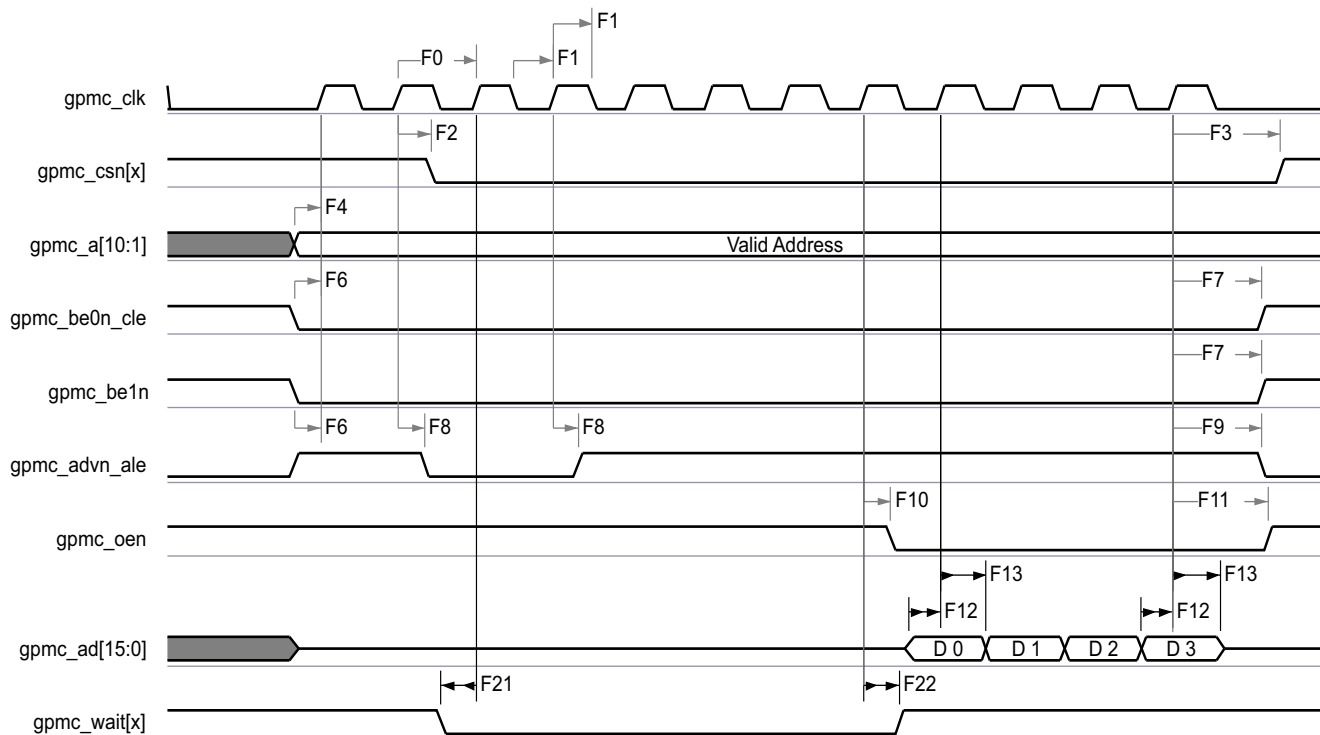 F1
F0 F1
gpmc_clk
F2 F3
gpmc_csn[x]
F4
gpmc_a[10:1] Valid Address
F6 F7
gpmc_be0n_cle
F7
gpmc_be1n
F6 F8 F8 F9
gpmc_advn_ale
F10 F11
gpmc_oen
F13 F13
F12 F12
gpmc_ad[15:0] D 0 D 1 D 2 D 3
F21 F22
gpmc_wait[x]